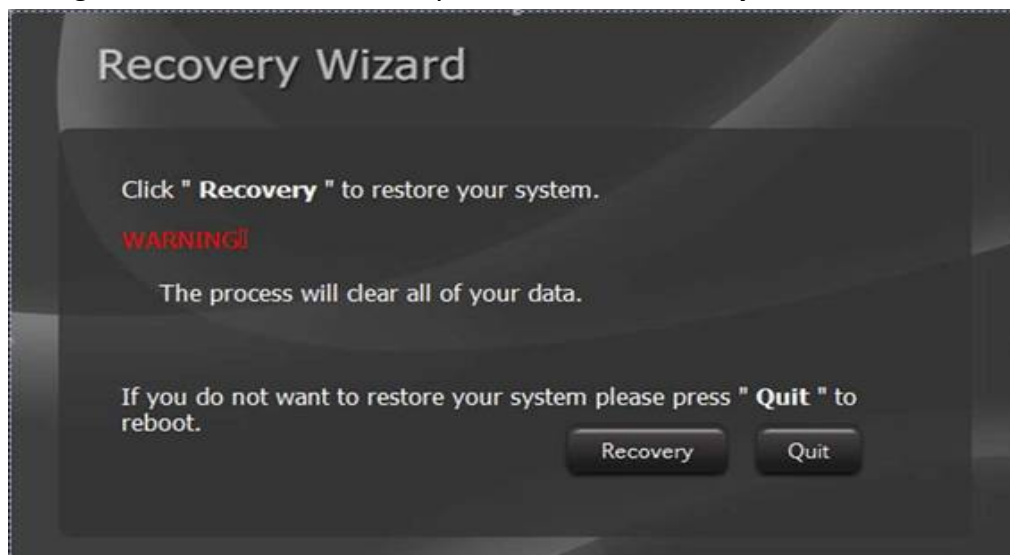 Recovery Wizard
Click " Recovery " to restore your system.
WARNING
The process will clear all of your data.
If you do not want to restore your system please press " Quit " to
reboot.
Recovery Quit